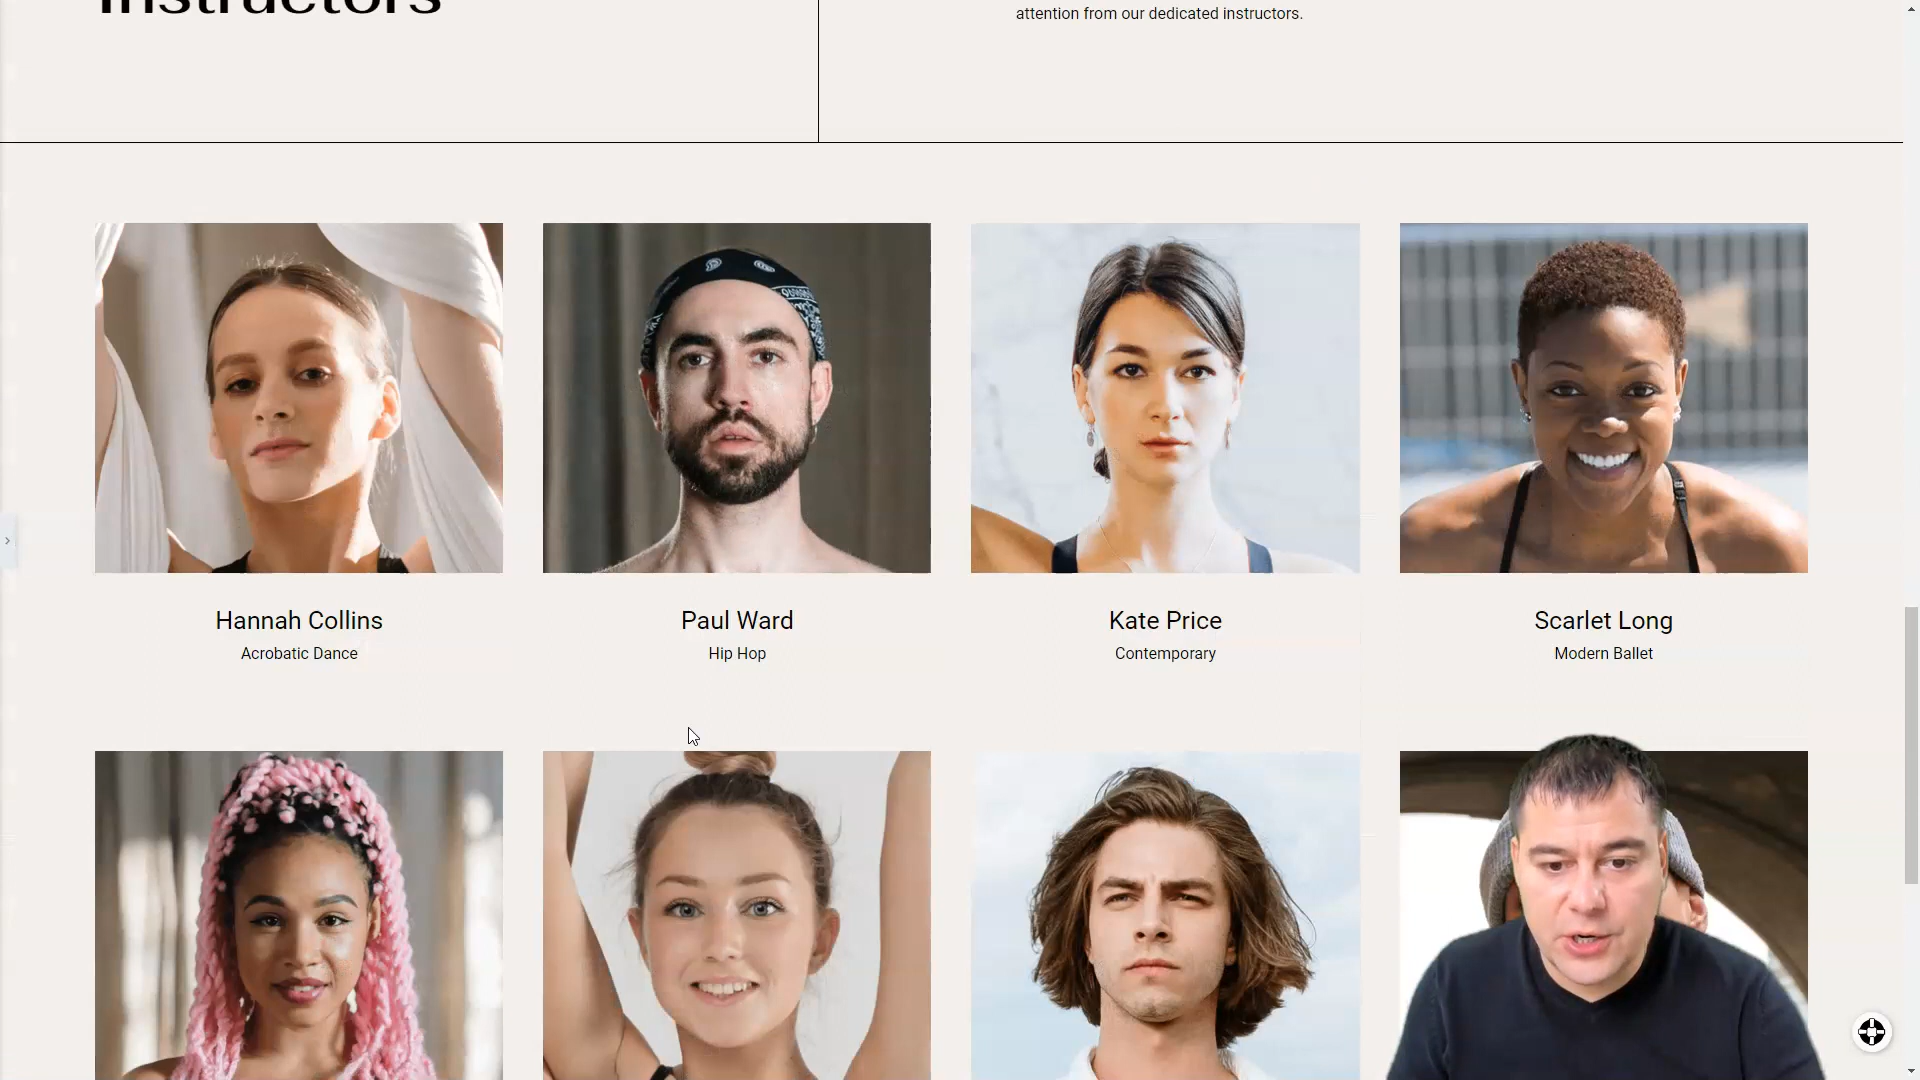 Instructors
attention from our dedicated instructors.
Hannah Collins
Acrobatic Dance
Paul Ward
Hip Hop
Kate Price
Contemporary
Scarlet Long
Modern Ballet